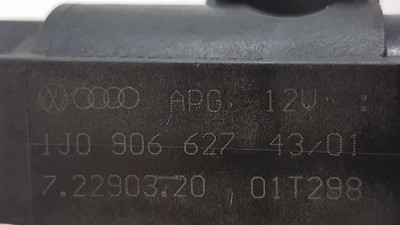 APG 12V :
1J0 906 627 43/01
7.22903.20 01T298